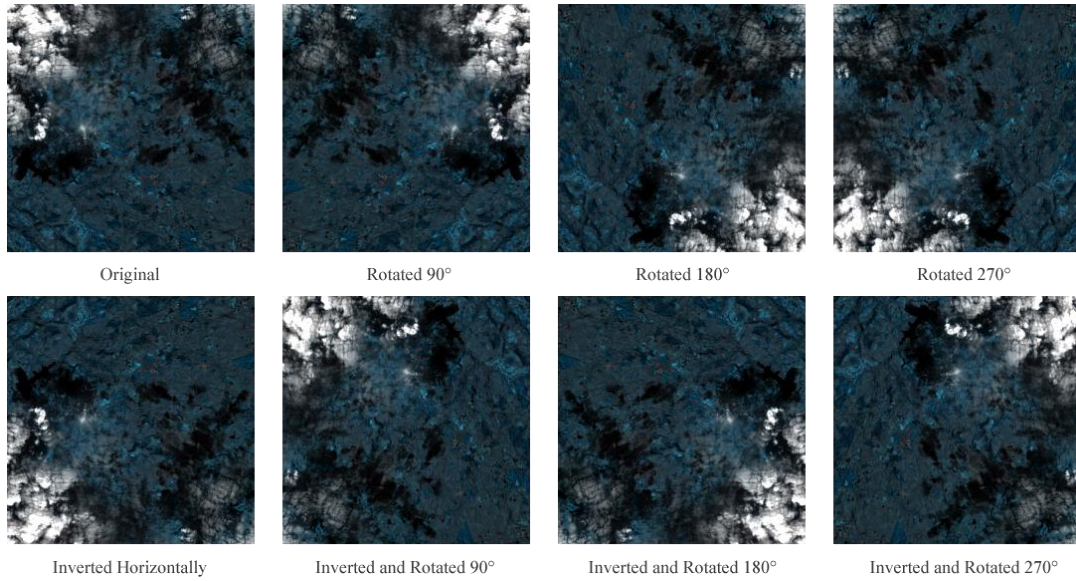 Original
Rotated 90°
Rotated 180°
Rotated 270°
Inverted Horizontally
Inverted and Rotated 90°
Inverted and Rotated 180°
Inverted and Rotated 270°